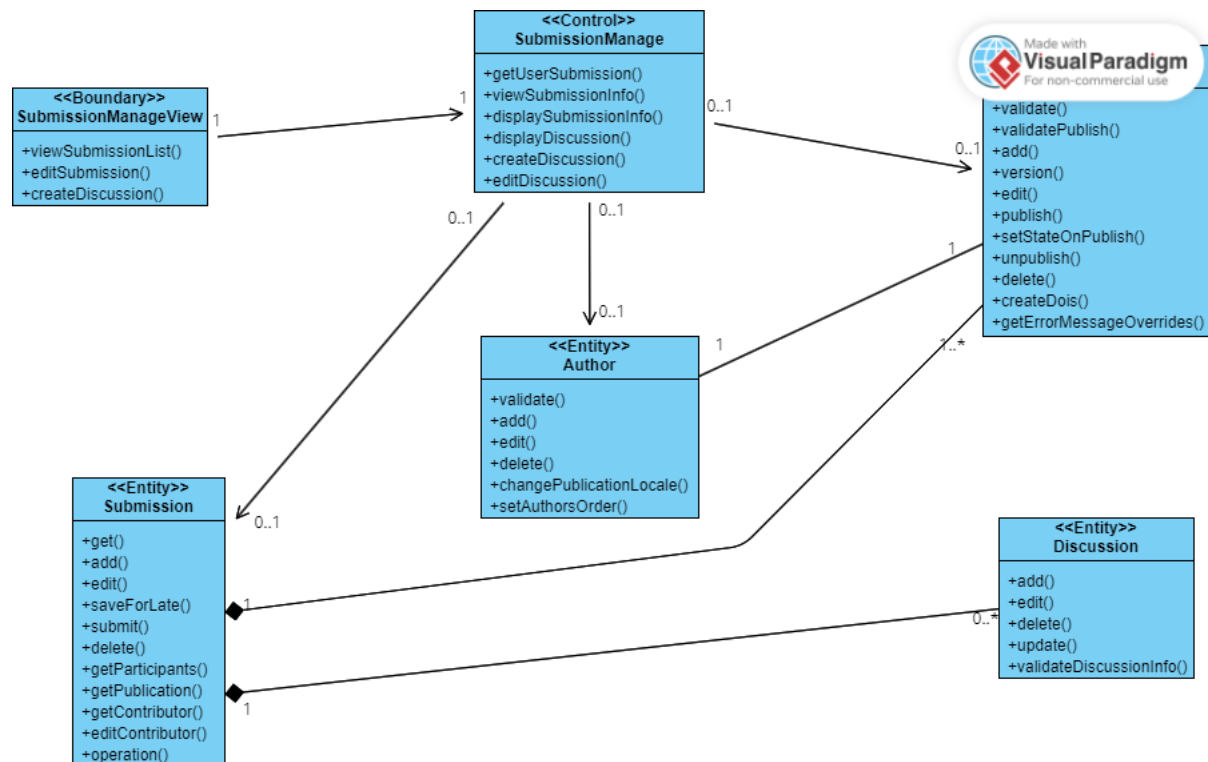 <<Control>>
SubmissionManage
+getUserSubmission()
+viewSubmissionInfo()
+displaySubmissionInfo()
+displayDiscussion()
+createDiscussion()
+editDiscussion()
Made with
VisualParadigm
For non-commercial use
<<Boundary>>
SubmissionManageView
+viewSubmissionList()
+editSubmission()
+createDiscussion()
1
1
0..1
0..1
+validate()
+validatePublish()
+add()
+version()
+edit()
+publish()
+setStateOnPublish()
+unpublish()
+delete()
+createDois()
+getErrorMessageOverrides()
0..1
0..1
0..1
0..1
1
1
1..*
<<Entity>>
Author
+validate()
+add()
+edit()
+delete()
+changePublicationLocale()
+setAuthorsOrder()
<<Entity>>
Submission
+get()
+add()
+edit()
+saveForLate()
+submit()
+delete()
+getParticipants()
+getPublication()
+getContributor()
+editContributor()
+operation()
1
1
0..*
<<Entity>>
Discussion
+add()
+edit()
+delete()
+update()
+validateDiscussionInfo()